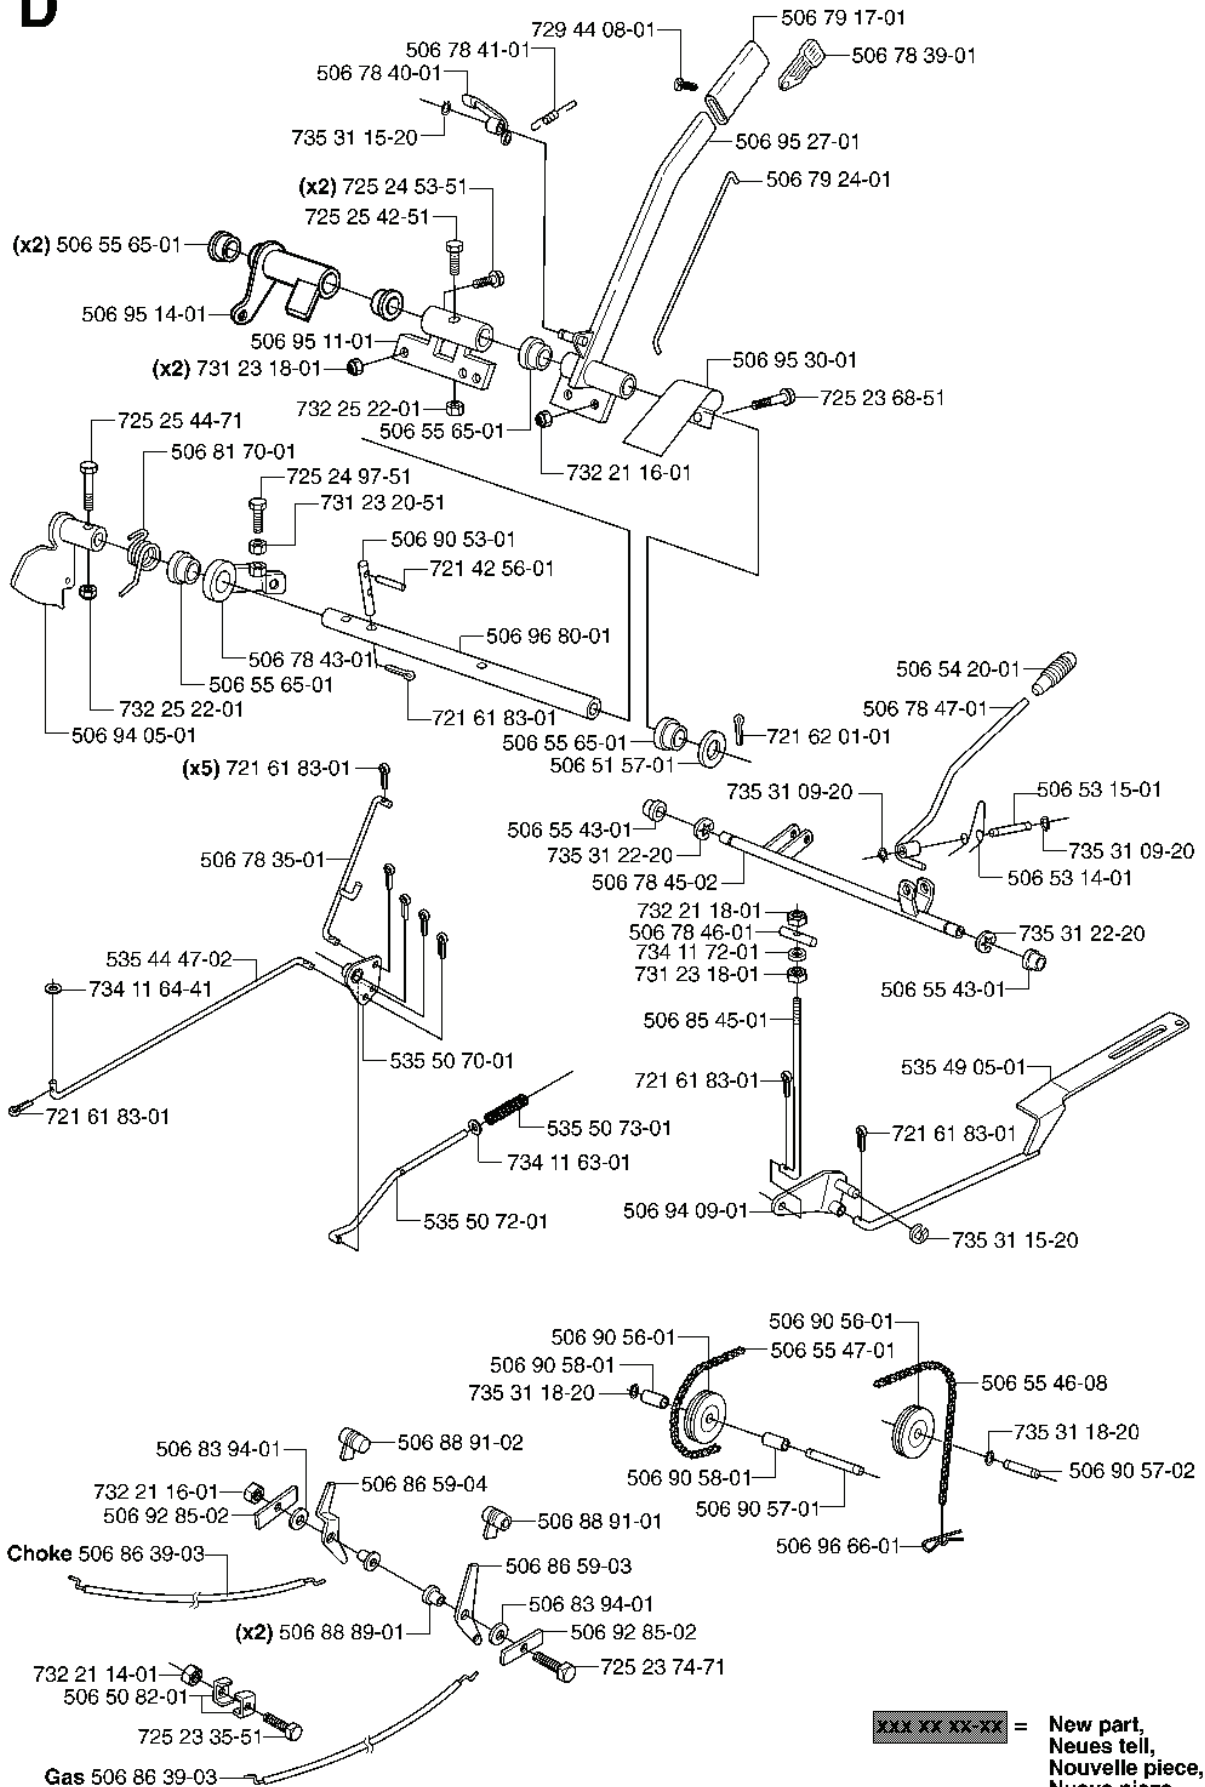 D
506 79 17-01
729 44 08-01
506 78 41-01
506 78 39-01
506 78 40-01
735 31 15-20
506 95 27-01
506 79 24-01
(x2) 725 24 53-51
725 25 42-51
(x2) 506 55 65-01
506 95 14-01
506 95 11-01
506 95 30-01
(x2) 731 23 18-01
725 23 68-51
732 25 22-01
725 25 44-71
506 55 65-01
506 81 70-01
732 21 16-01
725 24 97-51
731 23 20-51
506 90 53-01
721 42 56-01
506 96 80-01
506 78 43-01
506 54 20-01
506 55 65-01
732 25 22-01
506 78 47-01
721 61 83-01
506 94 05-01
506 55 65-01
721 62 01-01
506 51 57-01
(x5) 721 61 83-01
735 31 09-20
506 53 15-01
506 55 43-01
735 31 22-20
735 31 09-20
506 78 35-01
506 53 14-01
506 78 45-02
732 21 18-01
506 78 46-01
735 31 22-20
734 11 72-01
535 44 47-02
731 23 18-01
734 11 64-41
506 55 43-01
506 85 45-01
535 50 70-01
535 49 05-01
721 61 83-01
721 61 83-01
535 50 73-01
721 61 83-01
734 11 63-01
506 94 09-01
535 50 72-01
735 31 15-20
506 90 56-01
506 90 56-01
506 55 47-01
506 90 58-01
506 55 46-08
735 31 18-20
735 31 18-20
506 88 91-02
506 83 94-01
506 90 57-02
506 90 58-01
506 86 59-04
732 21 16-01
506 90 57-01
506 92 85-02
506 88 91-01
506 96 66-01
Choke 506 86 39-03
506 86 59-03
506 83 94-01
(x2) 506 88 89-01
506 92 85-02
725 23 74-71
732 21 14-01
506 50 82-01
725 23 35-51
Gas 506 86 39-03
xxx xx xx-xx = New part,
Neues teil,
Nouvelle piece,